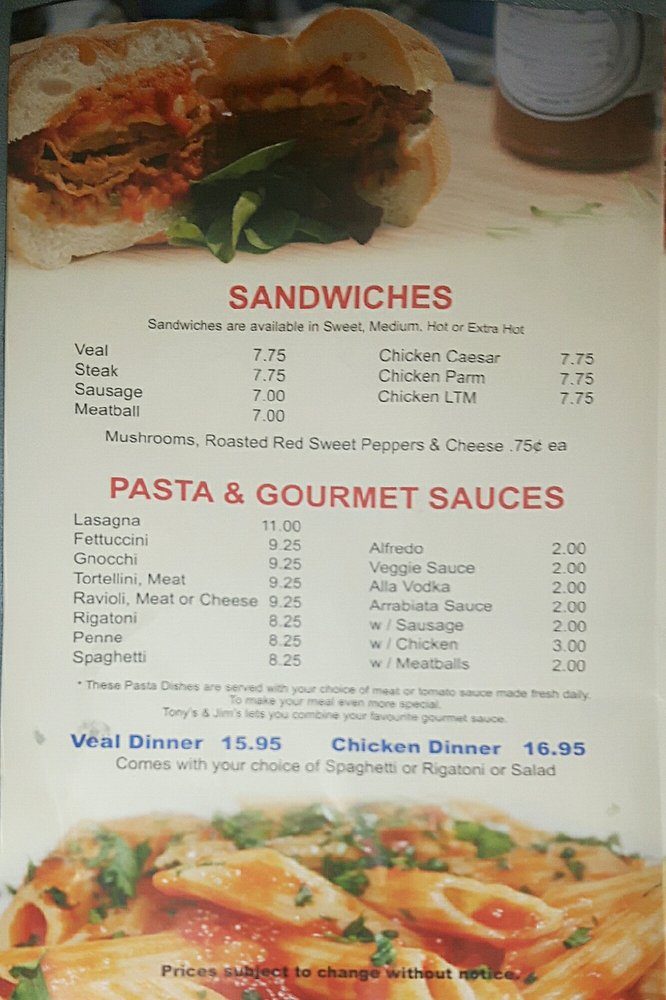 SANDWICHES
Sandwiches are available in Sweet, Medium, Hot or Extra Hot
Veal 7.75
Steak 7.75
Sausage 7.00
Meatball 7.00
Chicken Caesar 7.75
Chicken Parm 7.75
Chicken LTM 7.75
Mushrooms, Roasted Red Sweet Peppers & Cheese .75¢ ea
PASTA & GOURMET SAUCES
Lasagna 11.00
Fettuccini 9.25
Gnocchi 9.25
Tortellini, Meat 9.25
Ravioli, Meat or Cheese 9.25
Rigatoni 8.25
Penne 8.25
Spaghetti 8.25
Alfredo 2.00
Veggie Sauce 2.00
Alla Vodka 2.00
Arrabiata Sauce 2.00
w / Sausage 2.00
w / Chicken 3.00
w / Meatballs 2.00
* These Pasta Dishes are served with your choice of meat or tomato sauce made fresh daily.
To make your meal even more special.
Tony's & Jim's lets you combine your favourite gourmet sauce.
Veal Dinner 15.95 Chicken Dinner 16.95
Comes with your choice of Spaghetti or Rigatoni or Salad
Prices subject to change without notice.